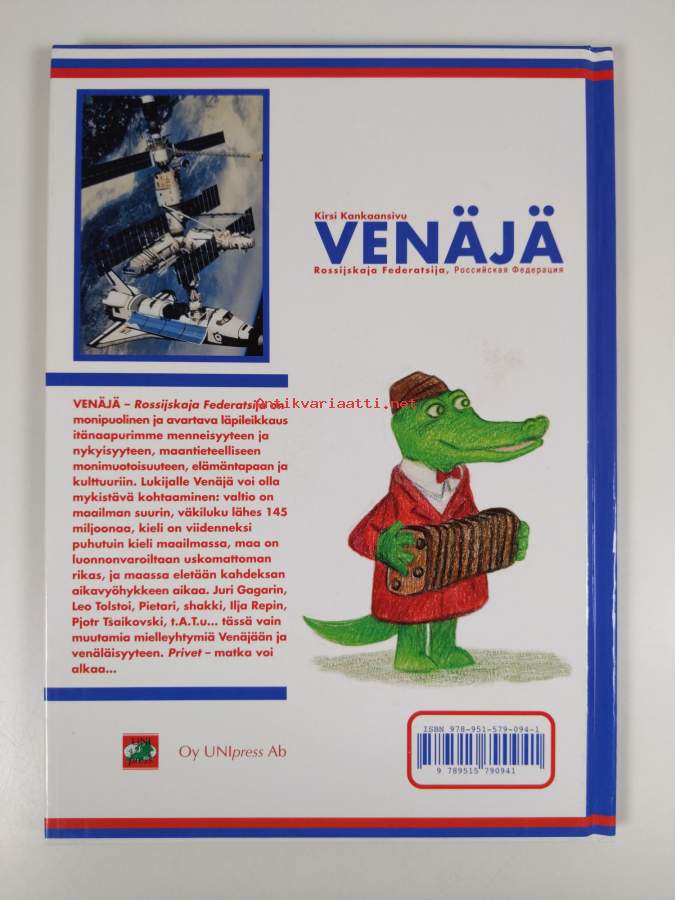 Kirsi Kankaansivu
VENÄJÄ
Rossijskaja Federatsija, Российская Федерация
Antikvariaatti.net
VENÄJÄ – Rossijskaja Federatsija on
monipuolinen ja avartava läpileikkaus
itänaapurimme menneisyyteen ja
nykyisyyteen, maantieteelliseen
monimuotoisuuteen, elämäntapaan ja
kulttuuriin. Lukijalle Venäjä voi olla
mykistävä kohtaaminen: valtio on
maailman suurin, väkiluku lähes 145
miljoonaa, kieli on viidenneksi
puhutuin kieli maailmassa, maa on
luonnonvaroiltaan uskomattoman
rikas, ja maassa eletään kahdeksan
aikavyöhykkeen aikaa. Juri Gagarin,
Leo Tolstoi, Pietari, shakki, Ilja Repin,
Pjotr Tšaikovski, t.A.T.u... tässä vain
muutamia mielleyhtymiä Venäjään ja
venäläisyyteen. Privet – matka voi
alkaa...
UNI
press
Oy UNIpress Ab
ISBN 978-951-579-094-1
9 789515 790941